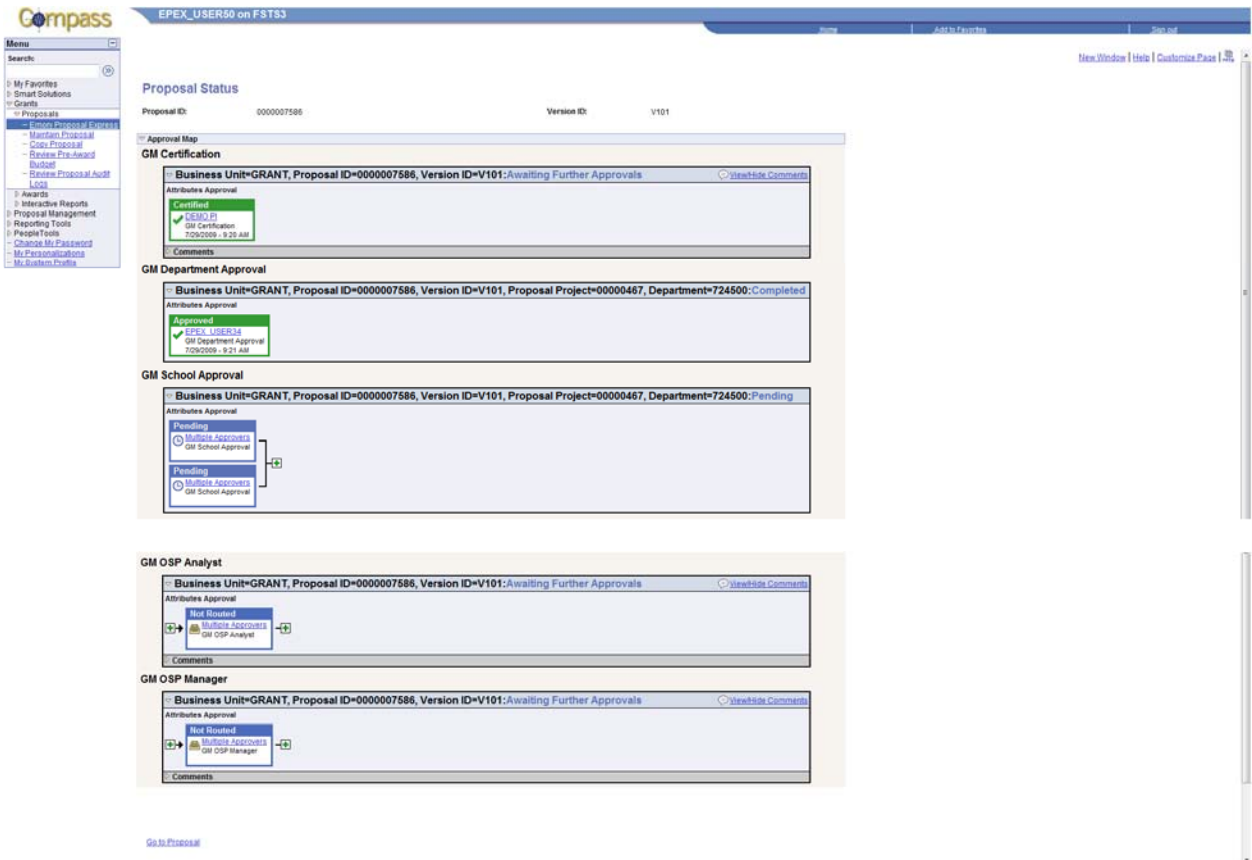 Compass
EPEX_USER50 on FSTS3
Home
Add to Favorites
Sign out
Menu
Search:
New Window | Help | Customize Page |
My Favorites
Smart Solutions
Grants
Proposals
Emory Proposal Express
Maintain Proposal
Copy Proposal
Review Pre-Award
Budget
Review Proposal Audit
Logs
Awards
Interactive Reports
Proposal Management
Reporting Tools
PeopleTools
Change My Password
My Personalizations
My System Profile
Proposal Status
Proposal ID: 0000007586 Version ID: V101
Approval Map
GM Certification
Business Unit=GRANT, Proposal ID=0000007586, Version ID=V101:Awaiting Further Approvals View/Hide Comments
Attributes Approval
Certified
DEMO PI
GM Certification
7/29/2009 - 9:20 AM
Comments
GM Department Approval
Business Unit=GRANT, Proposal ID=0000007586, Version ID=V101, Proposal Project=00000467, Department=724500:Completed
Attributes Approval
Approved
EPEX_USER34
GM Department Approval
7/29/2009 - 9:21 AM
GM School Approval
Business Unit=GRANT, Proposal ID=0000007586, Version ID=V101, Proposal Project=00000467, Department=724500:Pending
Attributes Approval
Pending
Multiple Approvers
GM School Approval
Pending
Multiple Approvers
GM School Approval
GM OSP Analyst
Business Unit=GRANT, Proposal ID=0000007586, Version ID=V101:Awaiting Further Approvals View/Hide Comments
Attributes Approval
Not Routed
Multiple Approvers
GM OSP Analyst
Comments
GM OSP Manager
Business Unit=GRANT, Proposal ID=0000007586, Version ID=V101:Awaiting Further Approvals View/Hide Comments
Attributes Approval
Not Routed
Multiple Approvers
GM OSP Manager
Comments
Go to Proposal